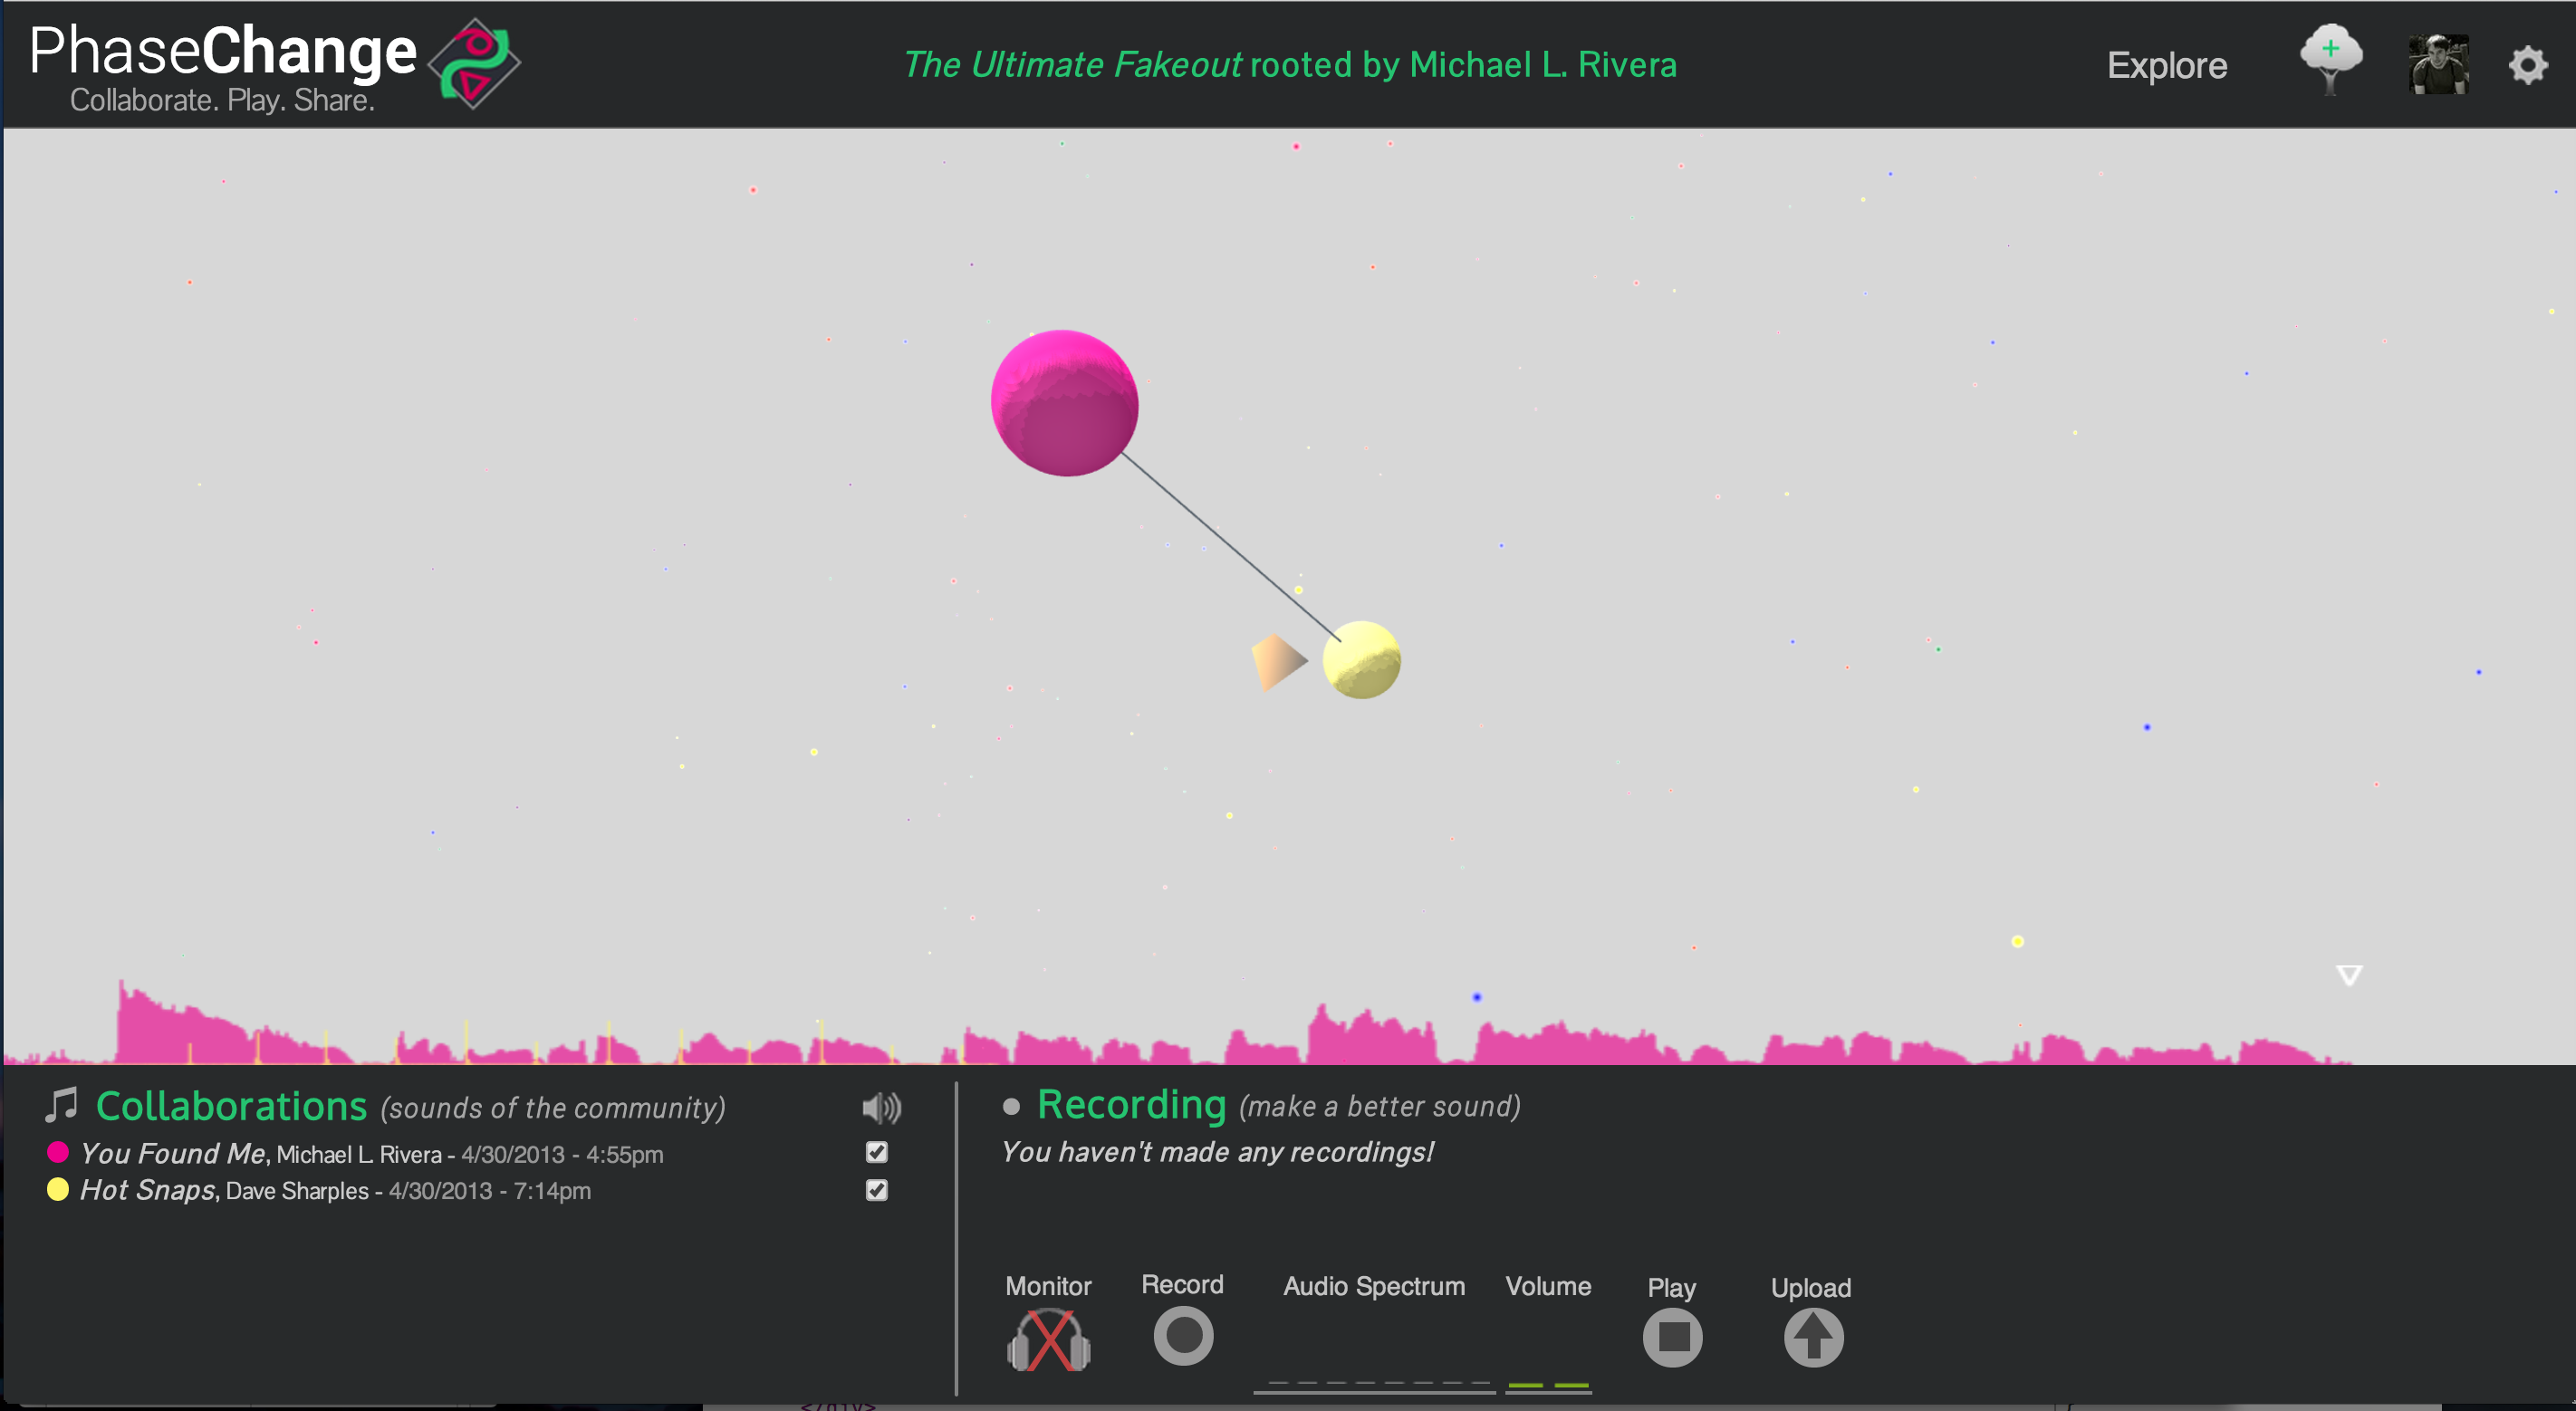 PhaseChange
Collaborate. Play. Share.
The Ultimate Fakeout rooted by Michael L. Rivera
Explore
Collaborations (sounds of the community)
You Found Me, Michael L. Rivera - 4/30/2013 - 4:55pm
Hot Snaps, Dave Sharples - 4/30/2013 - 7:14pm
Recording (make a better sound)
You haven't made any recordings!
Monitor Record Audio Spectrum Volume Play Upload
</div>